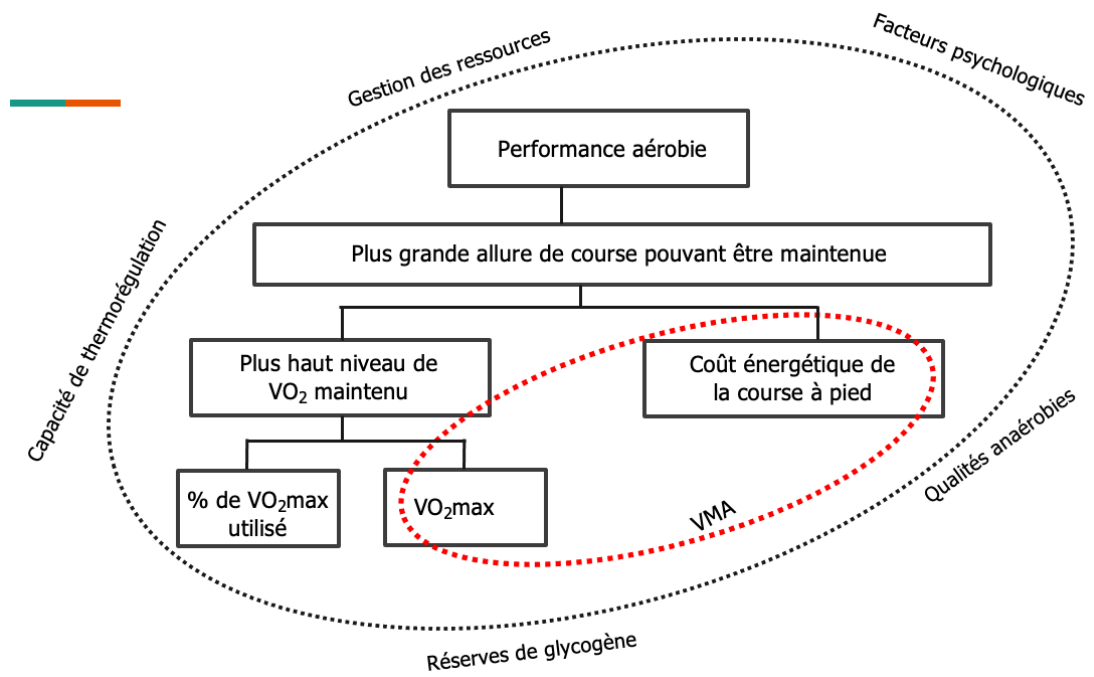 Facteurs psychologiques
Gestion des ressources
Performance aérobie
Plus grande allure de course pouvant être maintenue
Capacité de thermorégulation
Plus haut niveau de
VO₂ maintenu
Coût énergétique de
la course à pied
Qualités anaérobies
% de VO₂max
utilisé
VO₂max
VMA
Réserves de glycogène